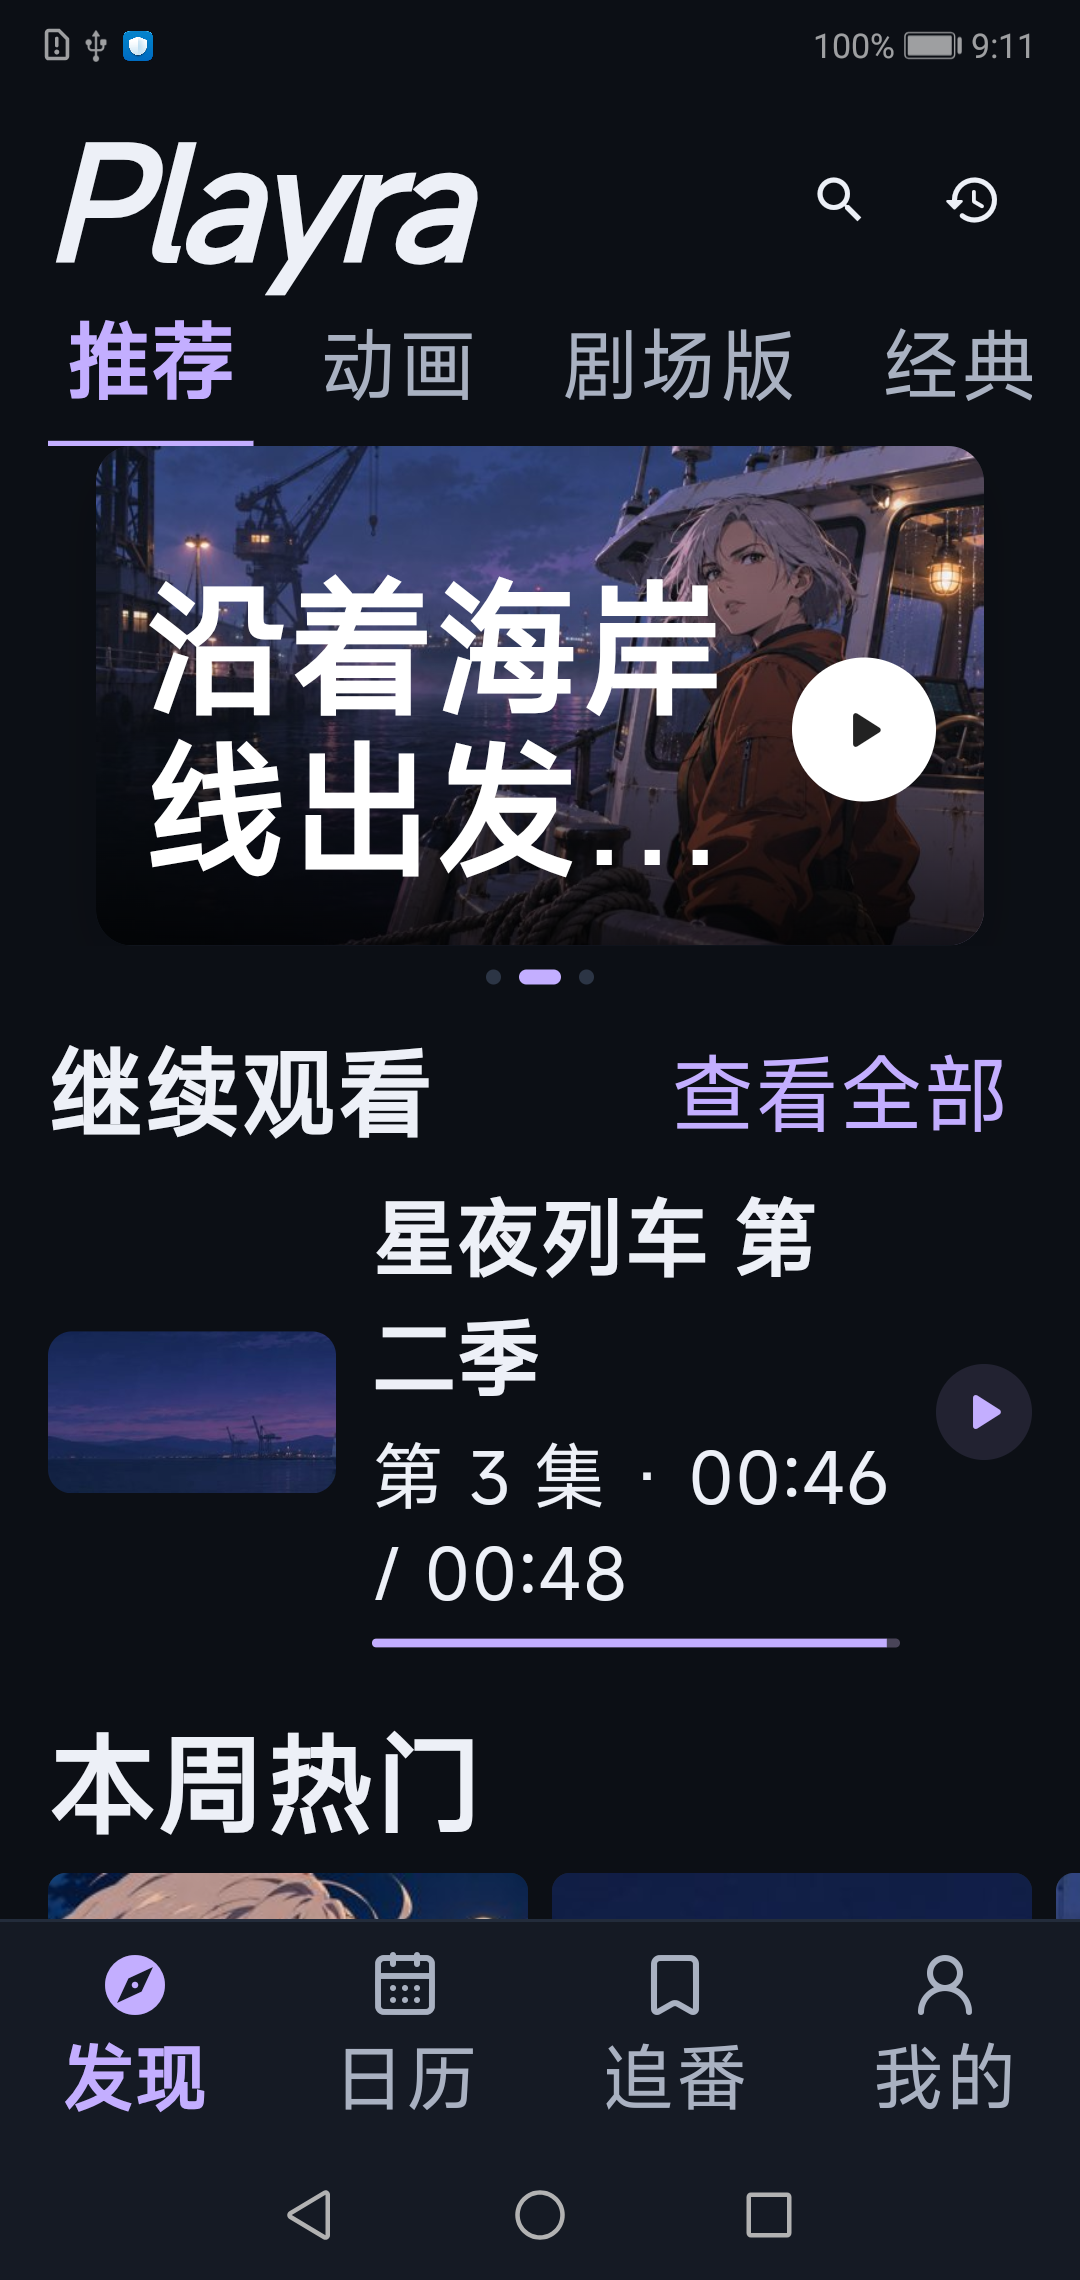 100% 9:11
Playra
推荐 动画 剧场版 经典
沿着海岸
线出发...
继续观看 查看全部
星夜列车 第
二季
第 3 集 · 00:46
/ 00:48
本周热门
发现 日历 追番 我的